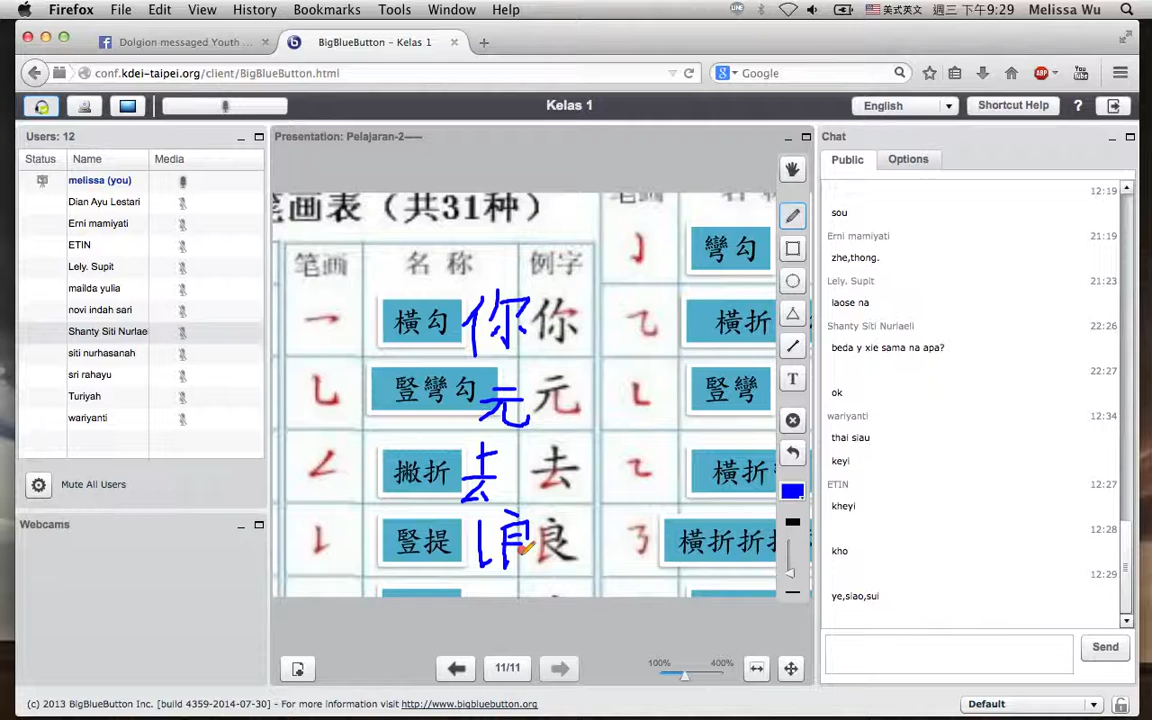 Firefox File Edit View History Bookmarks Tools Window Help 美式英文 週三 下午9:29 Melissa Wu
Dolgion messaged Youth ... BigBlueButton - Kelas 1
conf.kdei-taipei.org/client/BigBlueButton.html Google ABP You Tube
Kelas 1 English Shortcut Help ?
Users: 12
Status Name Media
melissa (you)
Dian Ayu Lestari
Erni mamiyati
ETIN
Lely. Supit
mailda yulia
novi indah sari
Shanty Siti Nurlae
siti nurhasanah
sri rahayu
Turiyah
wariyanti
Mute All Users
Webcams
Presentation: Pelajaran-2-----
笔画表（共31种）
笔画 名称 例字
横勾 你 你
豎彎勾 元 元
撇折 去 去
豎提 良
彎勾
橫折
豎彎
橫折
橫折折
T
11/11 100% 400%
Chat
Public Options
12:19
sou
Erni mamiyati 21:19
zhe,thong.
Lely. Supit 21:23
laose na
Shanty Siti Nurlaeli 22:26
beda y xie sama na apa?
22:27
ok
wariyanti 12:34
thai siau
keyi
ETIN 12:27
kheyi
12:28
kho
12:29
ye,siao,sui
Send
(c) 2013 BigBlueButton Inc. [build 4359-2014-07-30] - For more information visit http://www.bigbluebutton.org Default